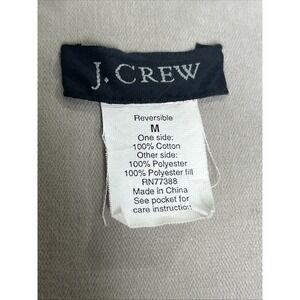 J.CREW
Reversible
M
One side:
100% Cotton
Other side:
100% Polyester
100% Polyester fill
RN77388
Made in China
See pocket for
care instruction